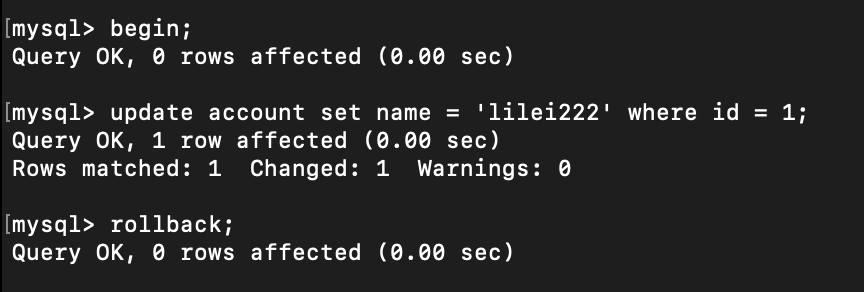 [mysql> begin;
Query OK, 0 rows affected (0.00 sec)
[mysql> update account set name = 'lilei222' where id = 1;
Query OK, 1 row affected (0.00 sec)
Rows matched: 1  Changed: 1  Warnings: 0
[mysql> rollback;
Query OK, 0 rows affected (0.00 sec)